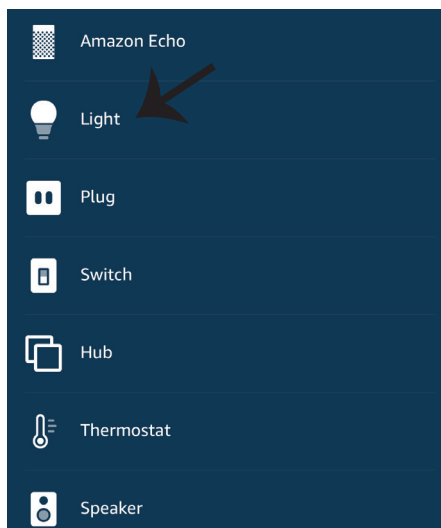 Amazon Echo
Light
Plug
Switch
Hub
Thermostat
Speaker